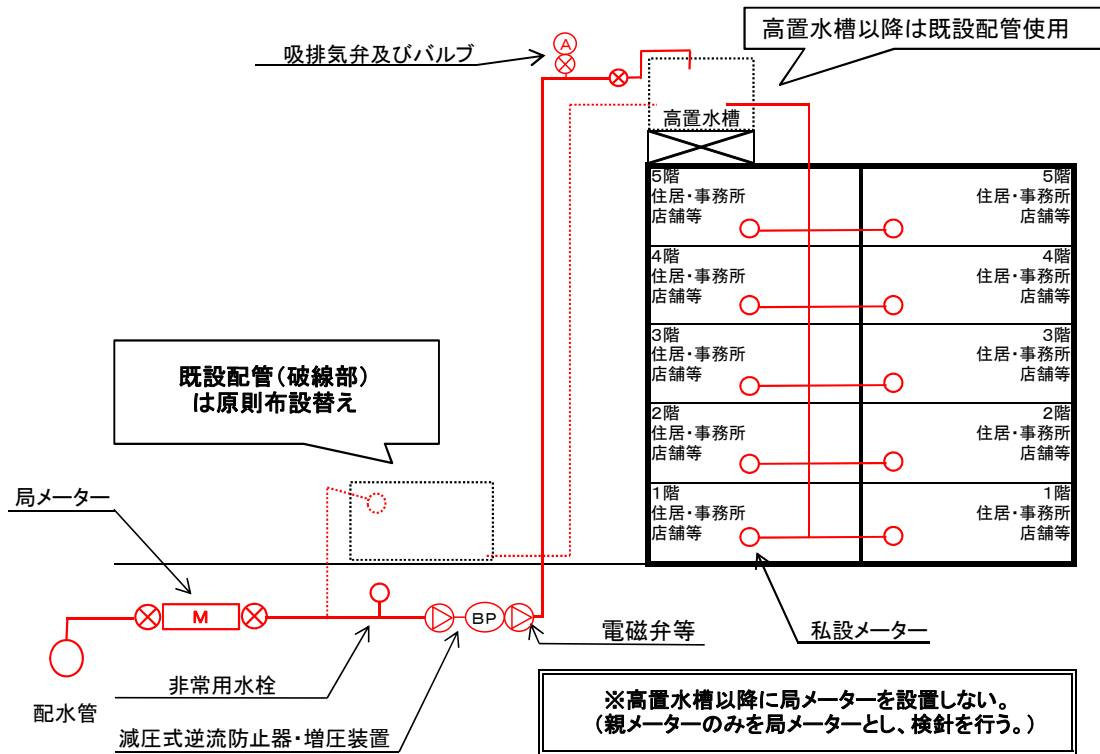 高置水槽以降は既設配管使用
吸排気弁及びバルブ
A
高置水槽
5階
住居・事務所
店舗等
5階
住居・事務所
店舗等
4階
住居・事務所
店舗等
4階
住居・事務所
店舗等
3階
住居・事務所
店舗等
3階
住居・事務所
店舗等
2階
住居・事務所
店舗等
2階
住居・事務所
店舗等
1階
住居・事務所
店舗等
1階
住居・事務所
店舗等
既設配管(破線部)
は原則布設替え
局メーター
M
BP
電磁弁等
私設メーター
非常用水栓
配水管
減圧式逆流防止器・増圧装置
※高置水槽以降に局メーターを設置しない。
(親メーターのみを局メーターとし、検針を行う。)